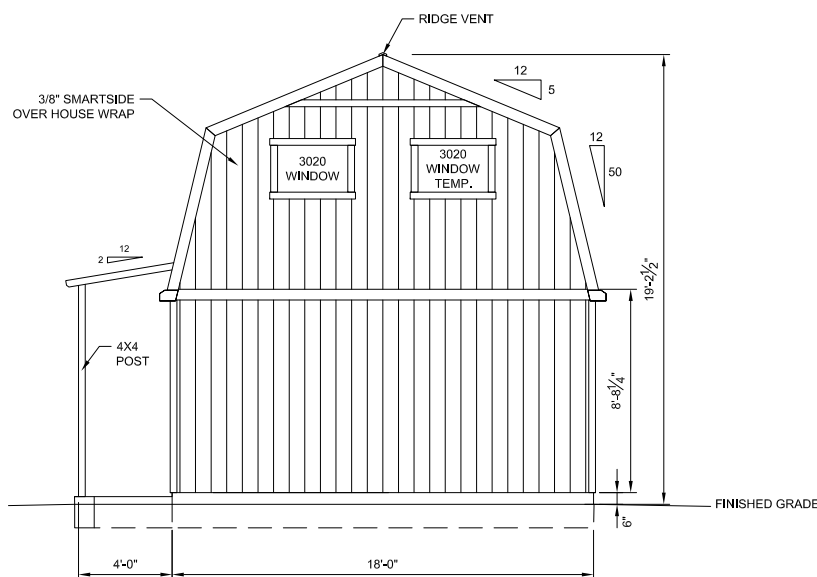 RIDGE VENT
12
5
3/8" SMARTSIDE
OVER HOUSE WRAP
12
50
3020
WINDOW
3020
WINDOW
TEMP.
12
2
19'-2½"
4X4
POST
8'-8¼"
FINISHED GRADE
6"
4'-0"
18'-0"